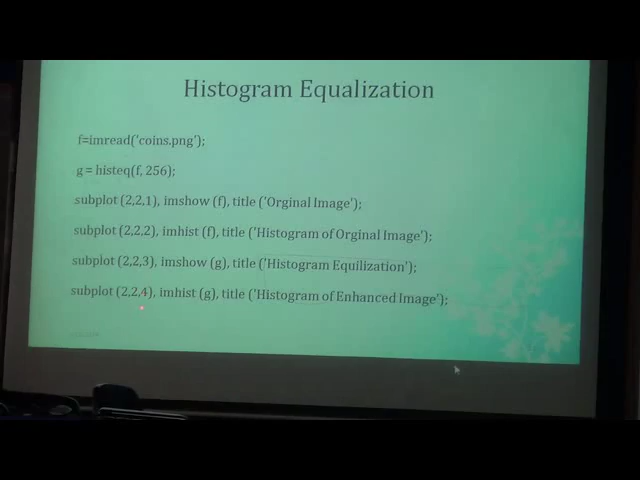 Histogram Equalization
f=imread('coins.png');
g = histeq(f, 256);
subplot (2,2,1), imshow (f), title ('Orginal Image');
subplot (2,2,2), imhist (f), title ('Histogram of Orginal Image');
subplot (2,2,3), imshow (g), title ('Histogram Equilization');
subplot (2,2,4), imhist (g), title ('Histogram of Enhanced Image');